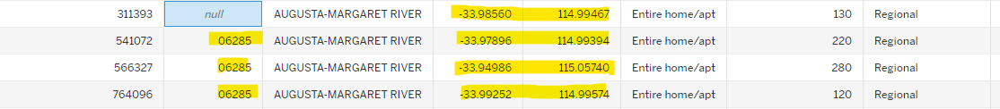 311393 null AUGUSTA-MARGARET RIVER -33.98560 114.99467 Entire home/apt 130 Regional
541072 06285 AUGUSTA-MARGARET RIVER -33.97896 114.99394 Entire home/apt 220 Regional
566327 06285 AUGUSTA-MARGARET RIVER -33.94986 115.05740 Entire home/apt 280 Regional
764096 06285 AUGUSTA-MARGARET RIVER -33.99252 114.99574 Entire home/apt 120 Regional